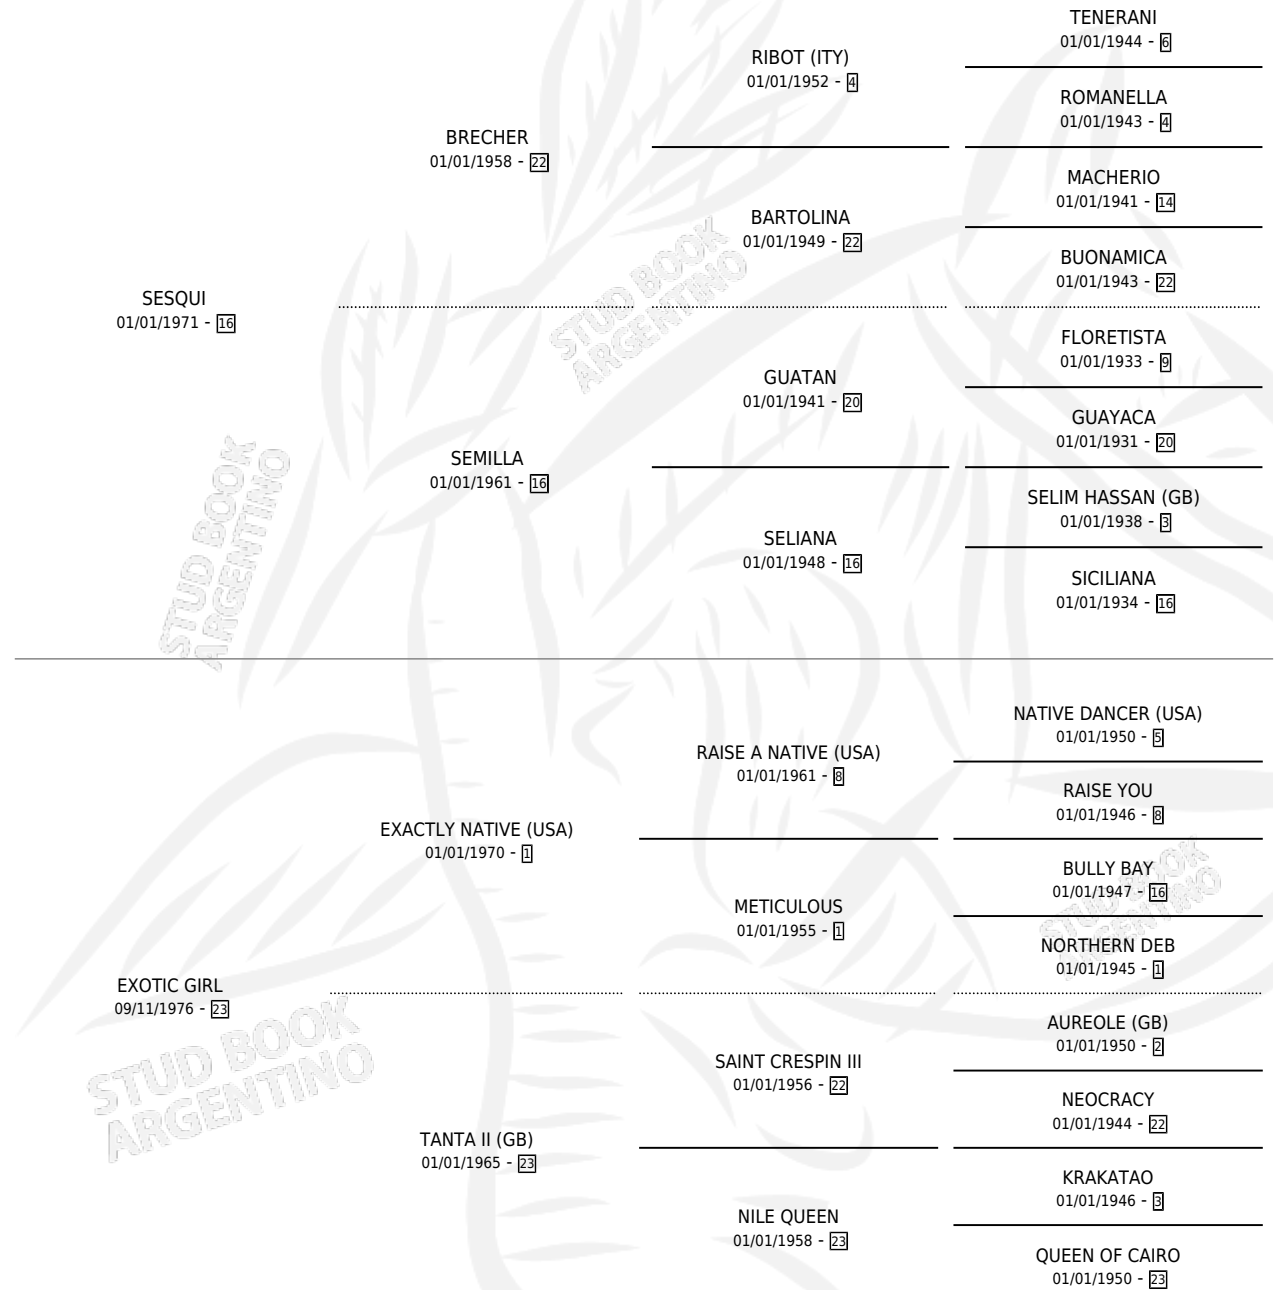 TENERANI
01/01/1944 - 6
RIBOT (ITY)
01/01/1952 - 4
ROMANELLA
01/01/1943 - 4
BRECHER
01/01/1958 - 22
MACHERIO
01/01/1941 - 14
BARTOLINA
01/01/1949 - 22
BUONAMICA
01/01/1943 - 22
SESQUI
01/01/1971 - 16
STUD BOOK
ARGENTINO
FLORETISTA
01/01/1933 - 9
GUATAN
01/01/1941 - 20
GUAYACA
01/01/1931 - 20
SEMILLA
01/01/1961 - 16
SELIM HASSAN (GB)
01/01/1938 - 3
SELIANA
01/01/1948 - 16
SICILIANA
01/01/1934 - 16
STUD BOOK
ARGENTINO
NATIVE DANCER (USA)
01/01/1950 - 5
RAISE A NATIVE (USA)
01/01/1961 - 8
RAISE YOU
01/01/1946 - 8
EXACTLY NATIVE (USA)
01/01/1970 - 1
BULLY BAY
01/01/1947 - 16
STUD BOOK
ARGENTINO
METICULOUS
01/01/1955 - 1
NORTHERN DEB
01/01/1945 - 1
EXOTIC GIRL
09/11/1976 - 23
STUD BOOK
ARGENTINO
AUREOLE (GB)
01/01/1950 - 2
SAINT CRESPIN III
01/01/1956 - 22
NEOCRACY
01/01/1944 - 22
TANTA II (GB)
01/01/1965 - 23
KRAKATAO
01/01/1946 - 3
NILE QUEEN
01/01/1958 - 23
QUEEN OF CAIRO
01/01/1950 - 23